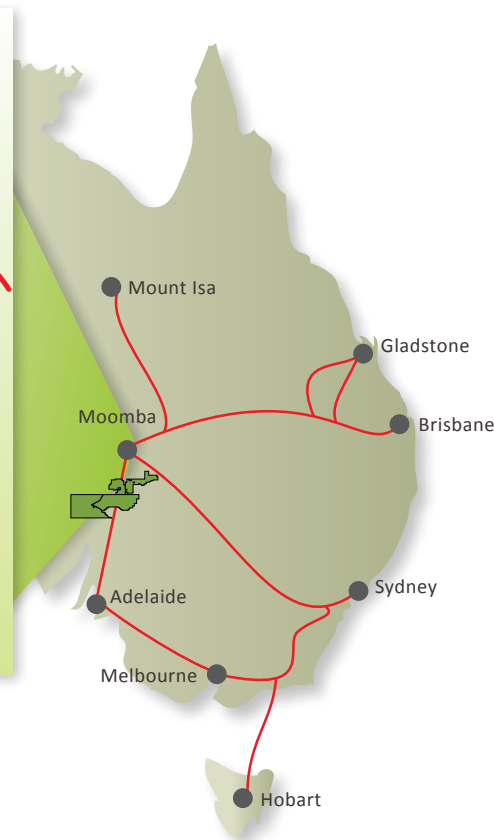 Mount Isa
Gladstone
Moomba
Brisbane
Sydney
Adelaide
Melbourne
Hobart